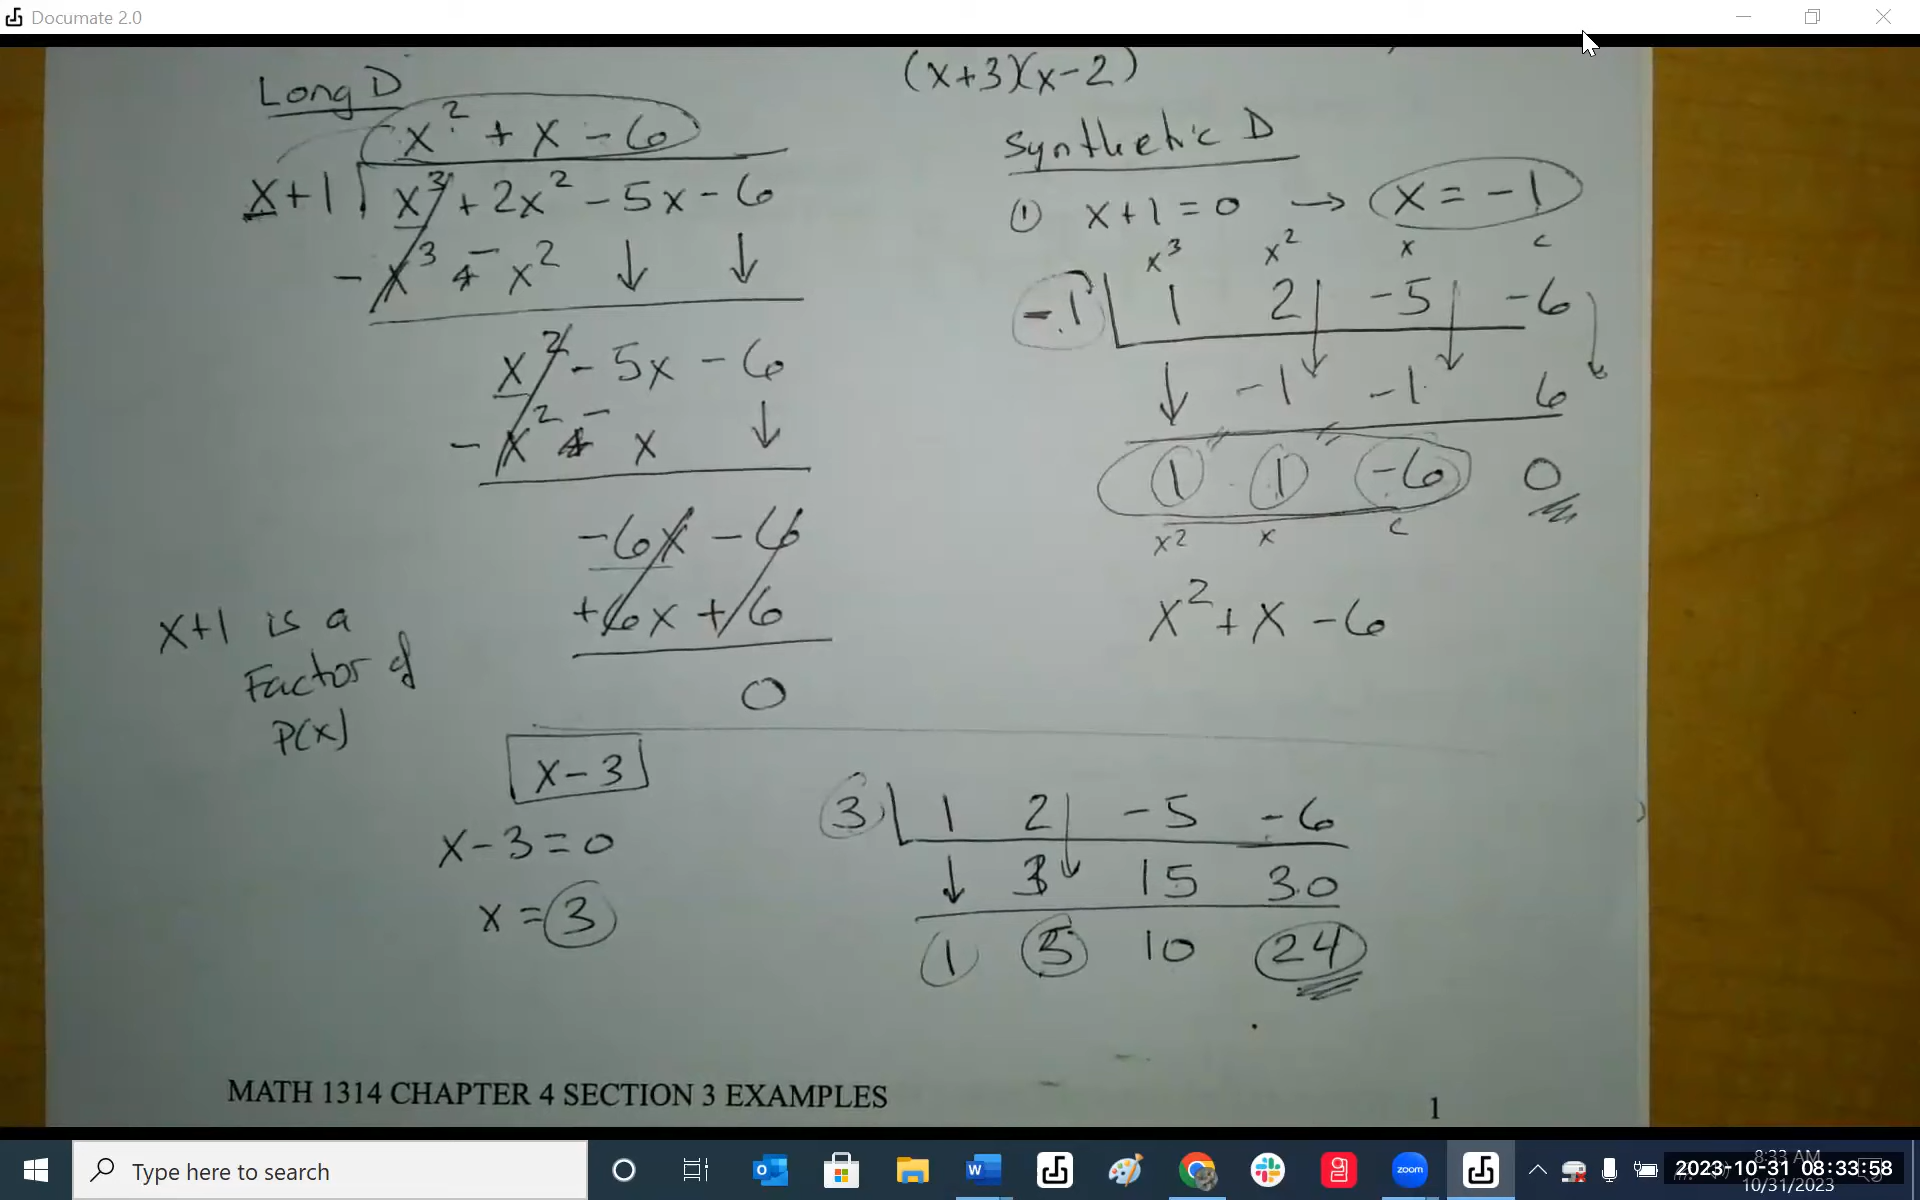 Documate 2.0
Long D
x² + x - 6
x+1 x³ + 2x² - 5x - 6
- x³ - x²
x² - 5x - 6
- x² - x
-6x - 6
+6x + 6
0
x+1 is a
Factor of
P(x)
(x+3)(x-2)
Synthetic D
① x+1 = 0 → x = -1
x³ x² x c
-1 1 2 -5 -6
-1 -1 6
1 1 -6 0
x² x c
x² + x - 6
x - 3
x - 3 = 0
x = 3
3 1 2 -5 -6
3 15 30
1 5 10 24
MATH 1314 CHAPTER 4 SECTION 3 EXAMPLES
1
Type here to search
zoom
8:33 AM
2023-10-31 08:33:58
10/31/2023